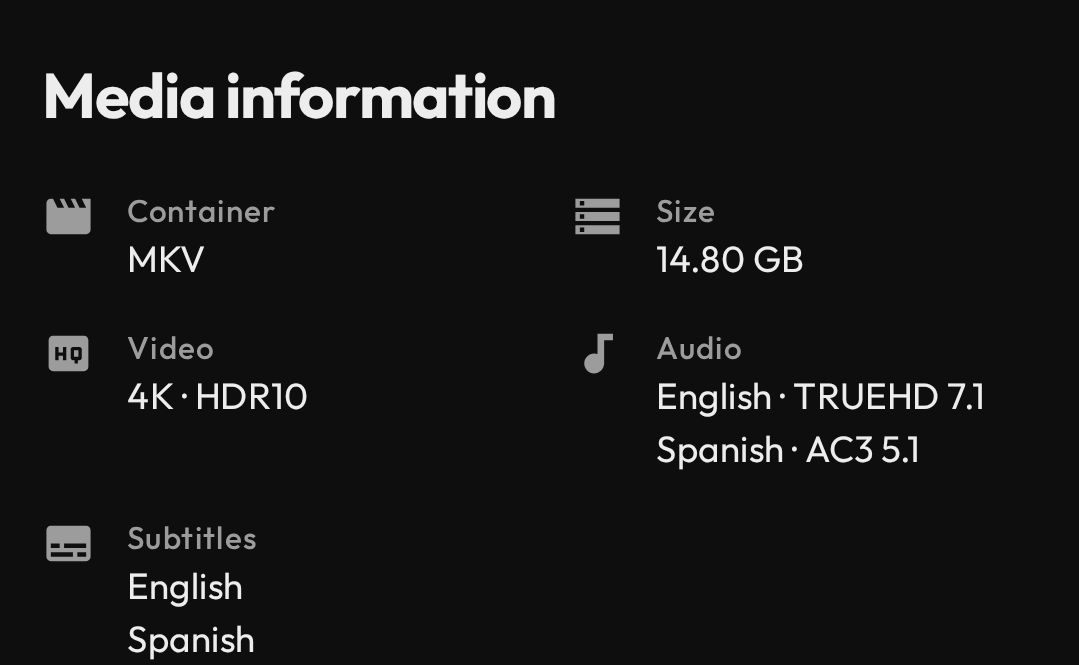 Media information
Container
MKV
Size
14.80 GB
HQ
Video
4K · HDR10
Audio
English · TRUEHD 7.1
Spanish · AC3 5.1
Subtitles
English
Spanish